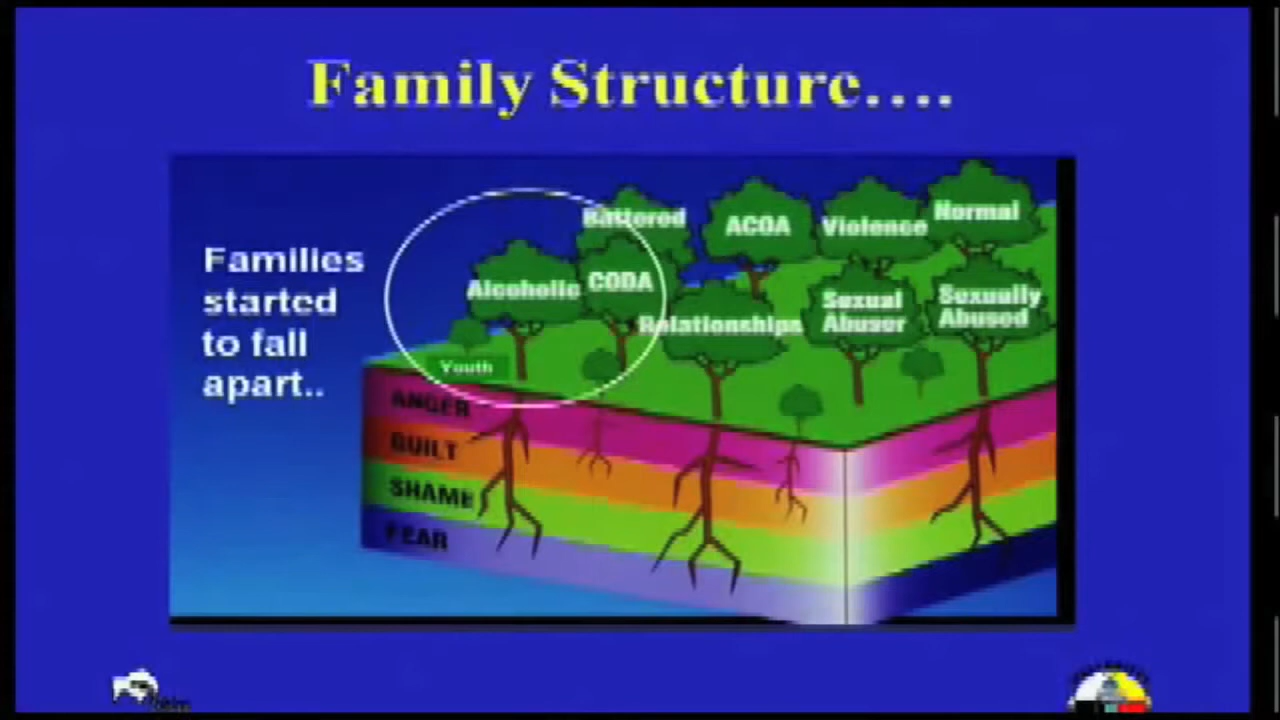 Family Structure....
Families
started
to fall
apart..
Battered
ACOA
Violence
Normal
Alcoholic
CODA
Relationships
Sexual
Abuser
Sexually
Abused
Youth
ANGER
GUILT
SHAME
FEAR